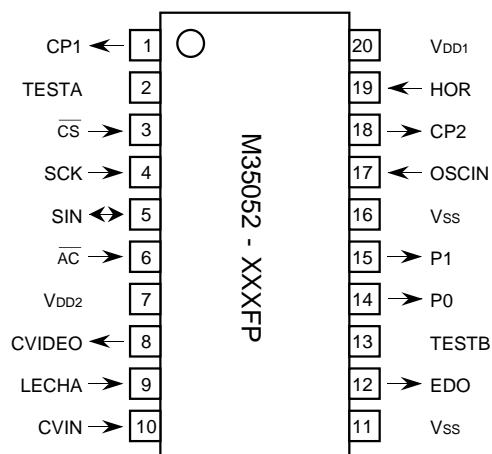 CP1 1 20 VDD1
TESTA 2 19 HOR
CS 3 18 CP2
SCK 4 17 OSCIN
SIN 5 16 VSS
AC 6 15 P1
VDD2 7 14 P0
CVIDEO 8 13 TESTB
LECHA 9 12 EDO
CVIN 10 11 VSS
M35052 - XXXFP